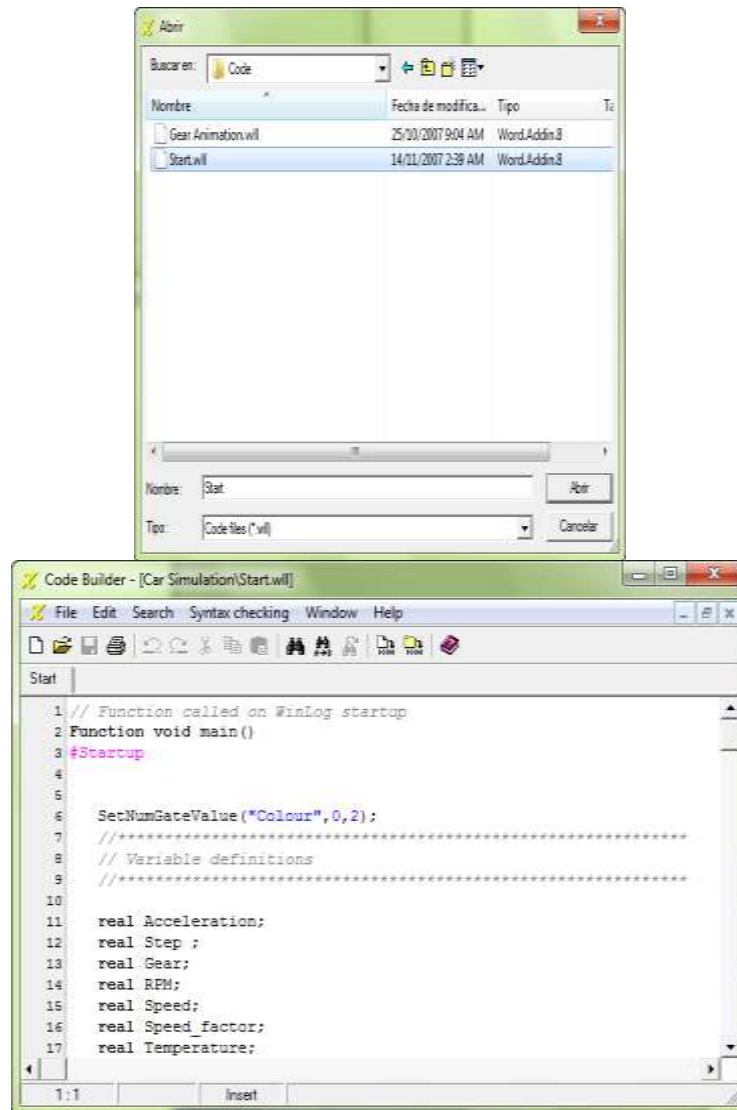 Abrir
Buscar en: Code
Nombre Fecha de modifica... Tipo Ta
Gear Animation.wll 25/10/2007 9:04 AM Word.Addin.8
Start.wll 14/11/2007 2:39 AM Word.Addin.8
Nombre: Start Abrir
Tipo: Code files (*.wll) Cancelar
Code Builder - [Car Simulation\Start.wll]
File Edit Search Syntax checking Window Help
Start
1 // Function called on WinLog startup
2 Function void main()
3 #Startup
4
5
6 SetNumGateValue("Colour",0,2);
7 //*************************************************************
8 // Variable definitions
9 //*************************************************************
10
11 real Acceleration;
12 real Step ;
13 real Gear;
14 real RPM;
15 real Speed;
16 real Speed_factor;
17 real Temperature;
1:1 Insert